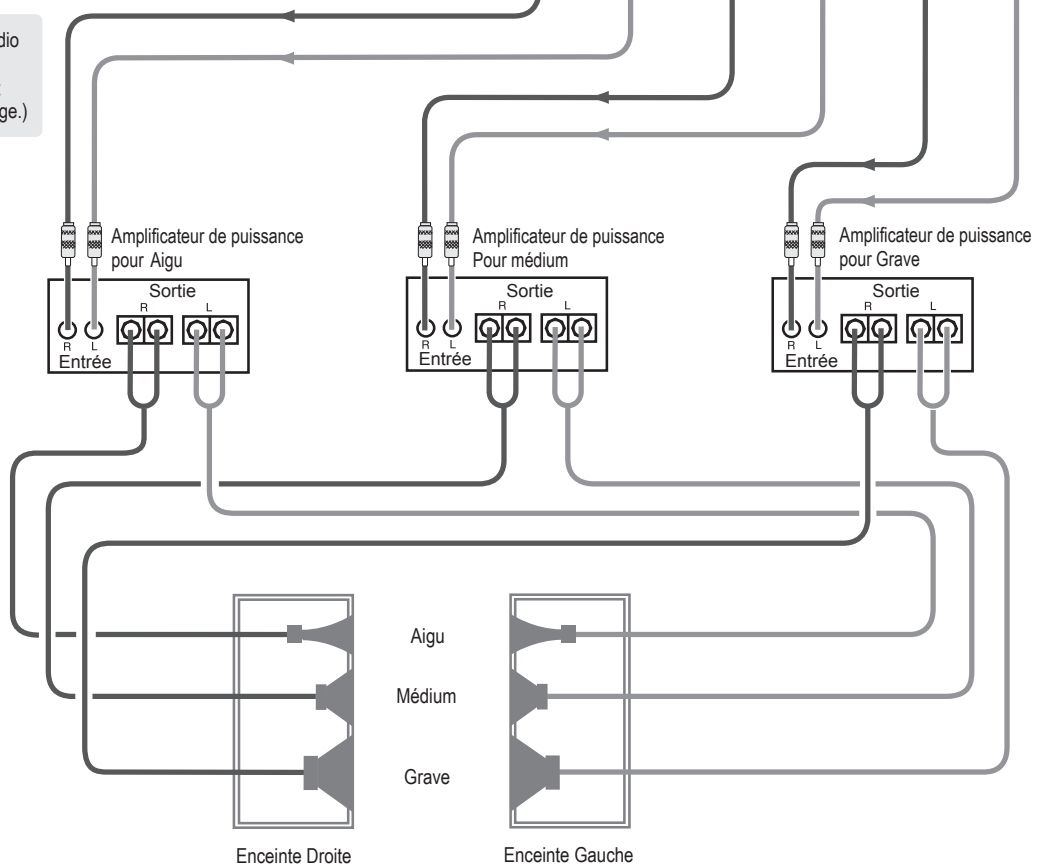 dio
ge.)
Amplificateur de puissance
pour Aigu
Amplificateur de puissance
Pour médium
Amplificateur de puissance
pour Grave
Sortie
R L
R L
Entrée
Sortie
R L
R L
Entrée
Sortie
R L
R L
Entrée
Aigu
Médium
Grave
Enceinte Droite
Enceinte Gauche